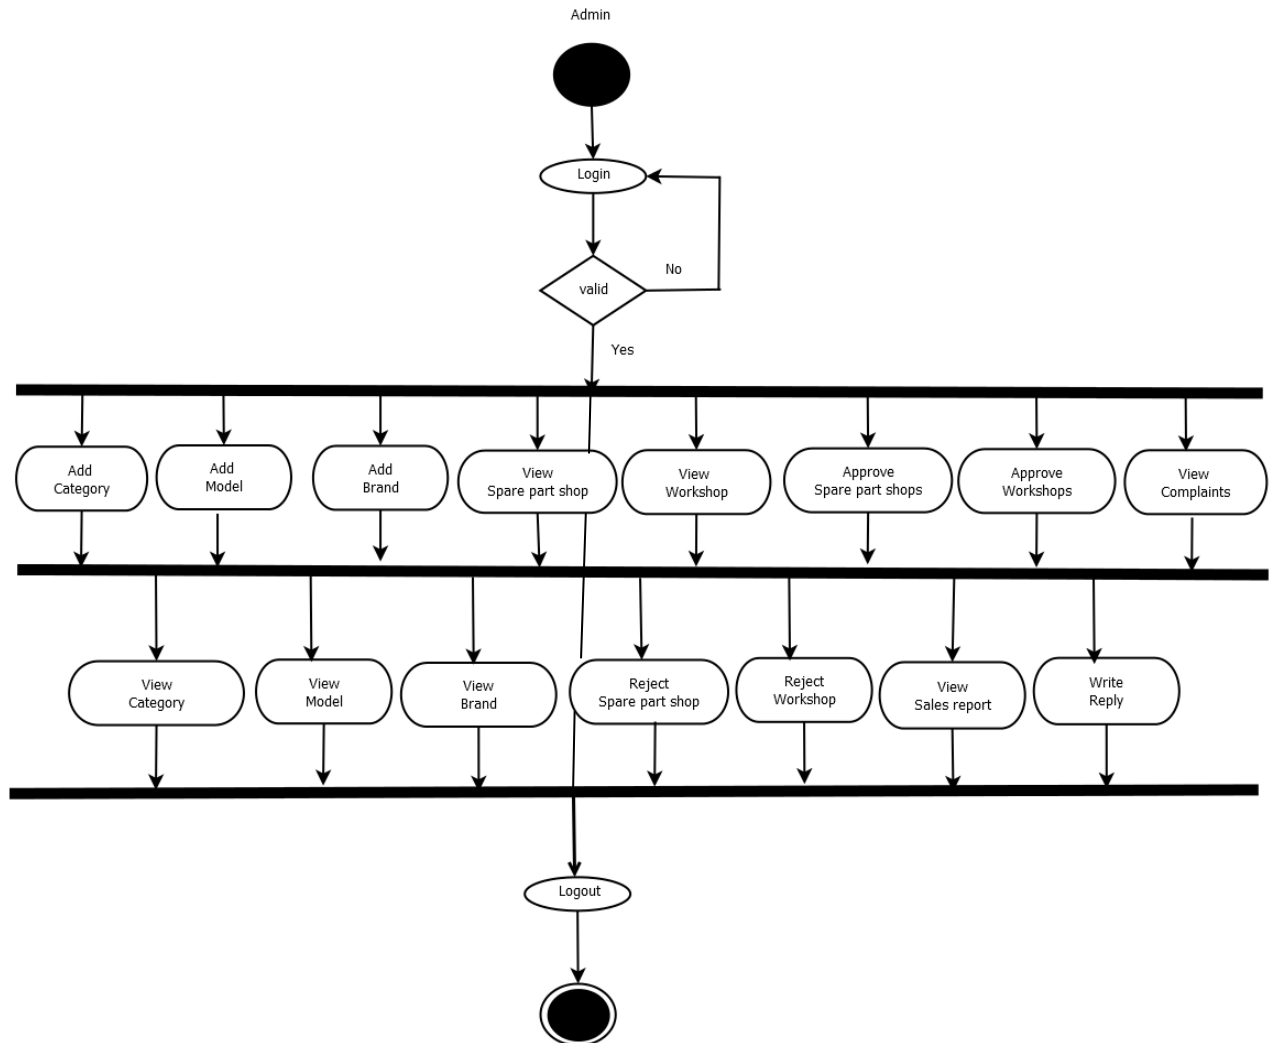 Admin
Login
No
valid
Yes
Add
Category
Add
Model
Add
Brand
View
Spare part shop
View
Workshop
Approve
Spare part shops
Approve
Workshops
View
Complaints
View
Category
View
Model
View
Brand
Reject
Spare part shop
Reject
Workshop
View
Sales report
Write
Reply
Logout